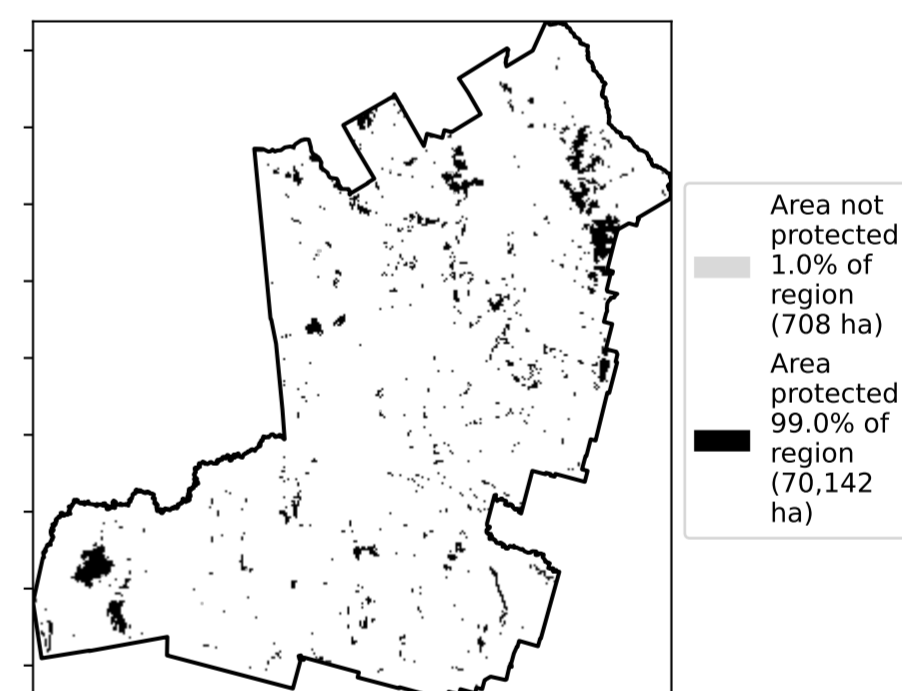 Area not
protected
1.0% of
region
(708 ha)
Area
protected
99.0% of
region
(70,142
ha)